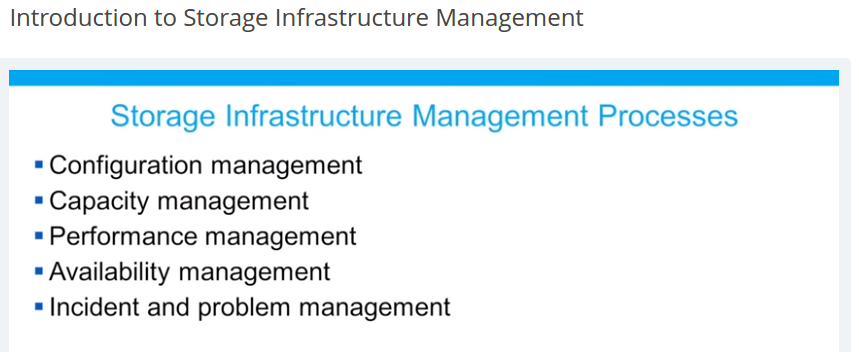 Introduction to Storage Infrastructure Management
Storage Infrastructure Management Processes
▪ Configuration management
▪ Capacity management
▪ Performance management
▪ Availability management
▪ Incident and problem management